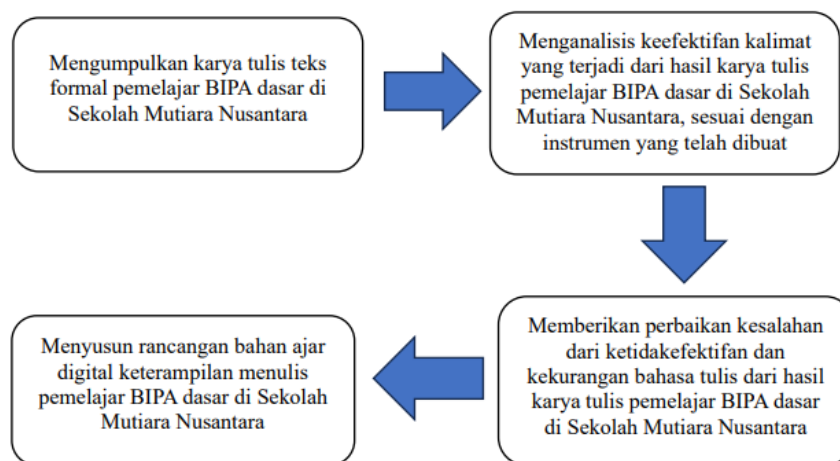 Mengumpulkan karya tulis teks
formal pemelajar BIPA dasar di
Sekolah Mutiara Nusantara
Menganalisis keefektifan kalimat
yang terjadi dari hasil karya tulis
pemelajar BIPA dasar di Sekolah
Mutiara Nusantara, sesuai dengan
instrumen yang telah dibuat
Memberikan perbaikan kesalahan
dari ketidakefektifan dan
kekurangan bahasa tulis dari hasil
karya tulis pemelajar BIPA dasar
di Sekolah Mutiara Nusantara
Menyusun rancangan bahan ajar
digital keterampilan menulis
pemelajar BIPA dasar di Sekolah
Mutiara Nusantara